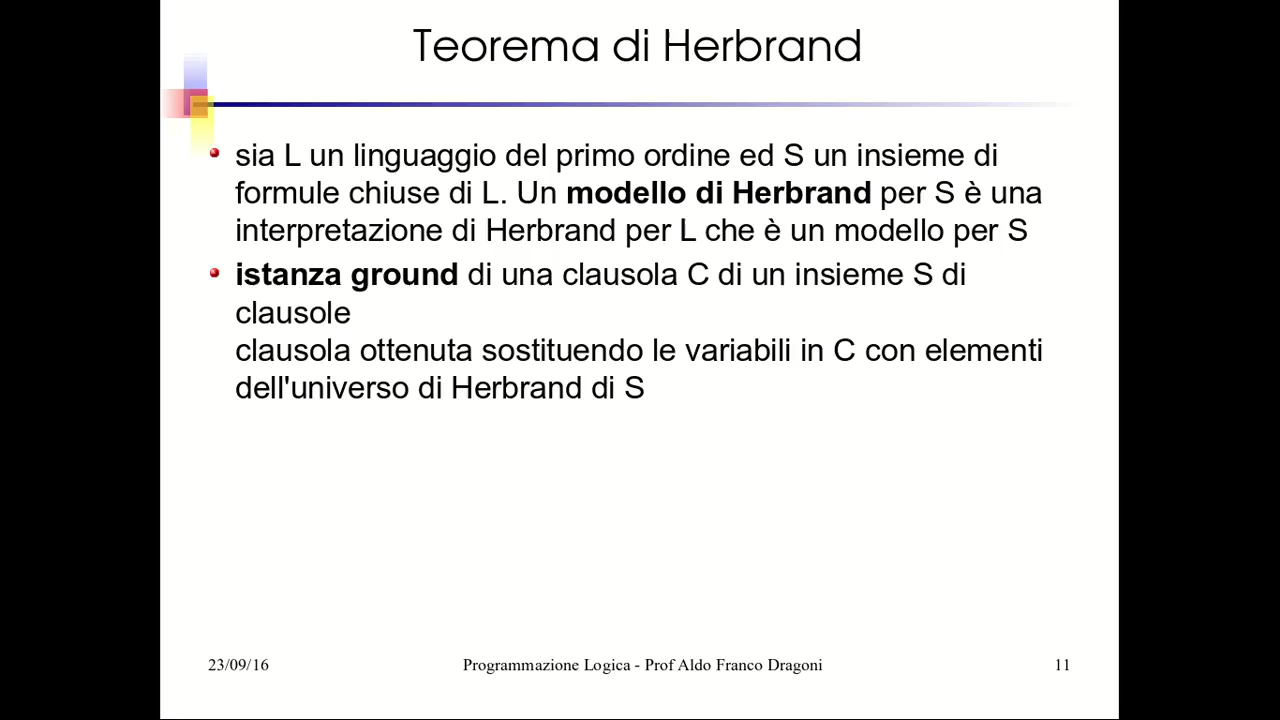 Teorema di Herbrand
sia L un linguaggio del primo ordine ed S un insieme di
formule chiuse di L. Un modello di Herbrand per S è una
interpretazione di Herbrand per L che è un modello per S
istanza ground di una clausola C di un insieme S di
clausole
clausola ottenuta sostituendo le variabili in C con elementi
dell'universo di Herbrand di S
23/09/16
Programmazione Logica - Prof Aldo Franco Dragoni
11